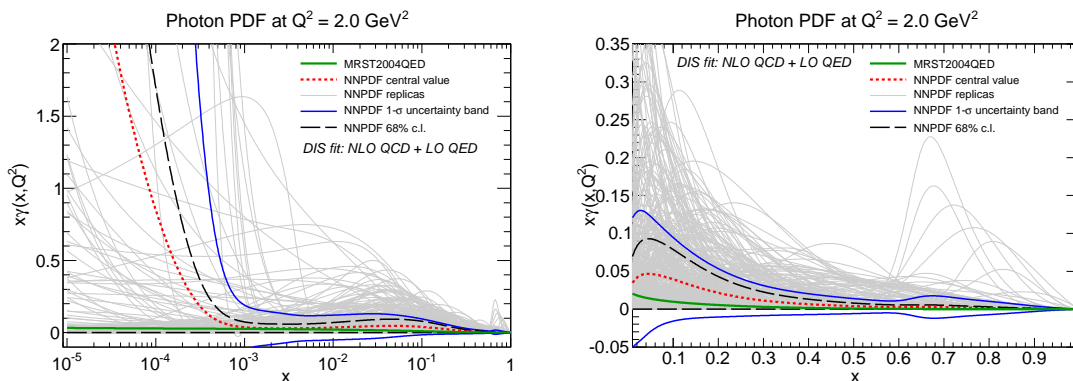 Photon PDF at Q² = 2.0 GeV²
xγ(x,Q²)
2
1.5
1
0.5
0
MRST2004QED
NNPDF central value
NNPDF replicas
NNPDF 1-σ uncertainty band
NNPDF 68% c.l.
DIS fit: NLO QCD + LO QED
10⁻⁵
10⁻⁴
10⁻³
10⁻²
10⁻¹
1
x
Photon PDF at Q² = 2.0 GeV²
xγ(x,Q²)
0.35
0.3
0.25
0.2
0.15
0.1
0.05
0
-0.05
DIS fit: NLO QCD + LO QED
MRST2004QED
NNPDF central value
NNPDF replicas
NNPDF 1-σ uncertainty band
NNPDF 68% c.l.
0.1 0.2 0.3 0.4 0.5 0.6 0.7 0.8 0.9
x